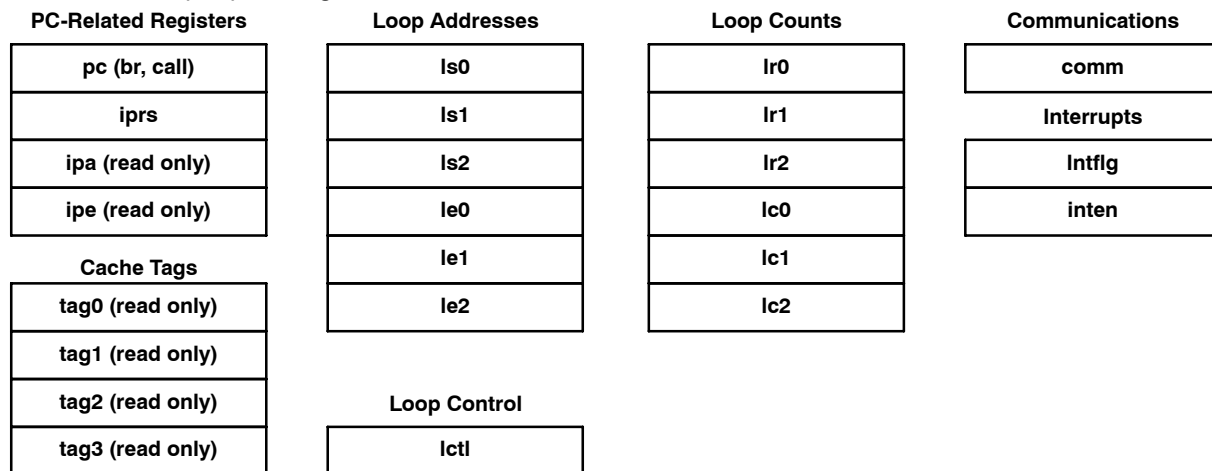 PC-Related Registers
pc (br, call)
iprs
ipa (read only)
ipe (read only)
Cache Tags
tag0 (read only)
tag1 (read only)
tag2 (read only)
tag3 (read only)
Loop Addresses
ls0
ls1
ls2
le0
le1
le2
Loop Control
lctl
Loop Counts
lr0
lr1
lr2
lc0
lc1
lc2
Communications
comm
Interrupts
Intflg
inten